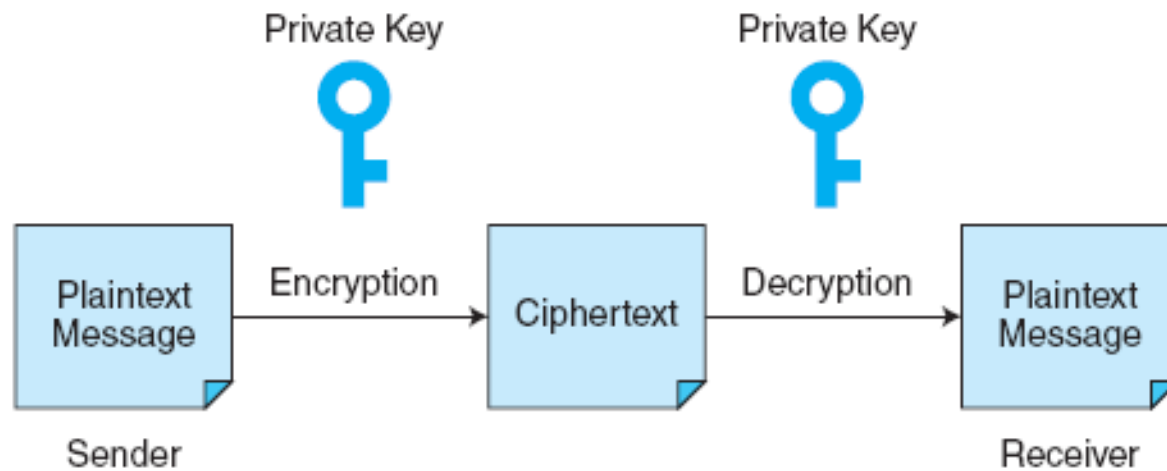 Private Key
Private Key
Plaintext
Message
Encryption
Ciphertext
Decryption
Plaintext
Message
Sender
Receiver